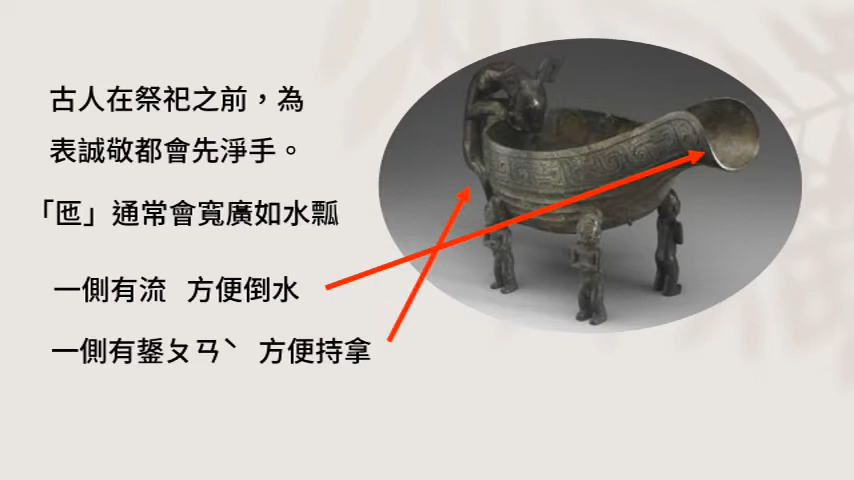 古人在祭祀之前，為
表誠敬都會先淨手。
「匜」通常會寬廣如水瓢
一側有流 方便倒水
一側有鋬ㄆㄢˋ 方便持拿